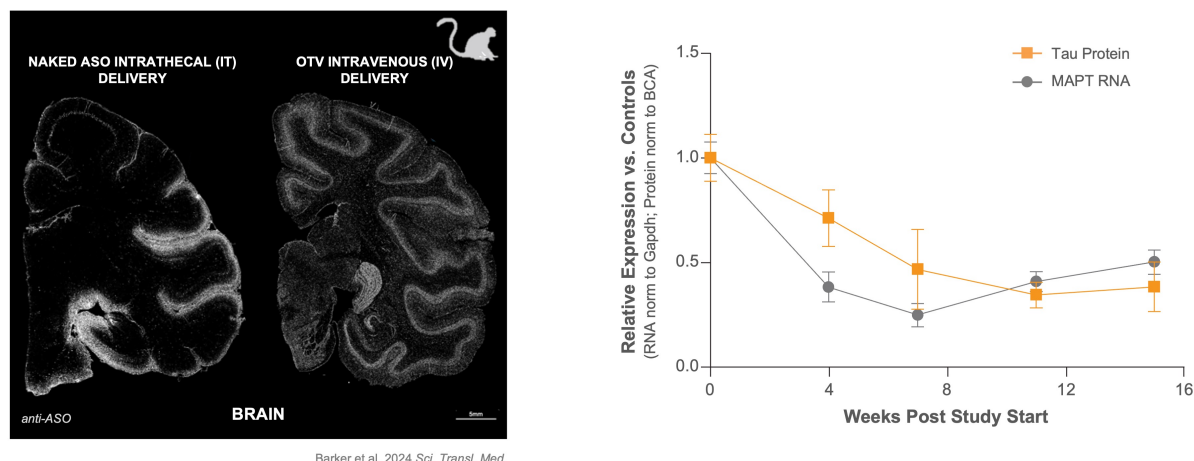 NAKED ASO INTRATHECAL (IT)
DELIVERY
OTV INTRAVENOUS (IV)
DELIVERY
anti-ASO
BRAIN
5mm
Barker et al. 2024 Sci. Transl. Med
Relative Expression vs. Controls
(RNA norm to Gapdh; Protein norm to BCA)
1.5
1.0
0.5
0.0
Tau Protein
MAPT RNA
0
4
8
12
16
Weeks Post Study Start